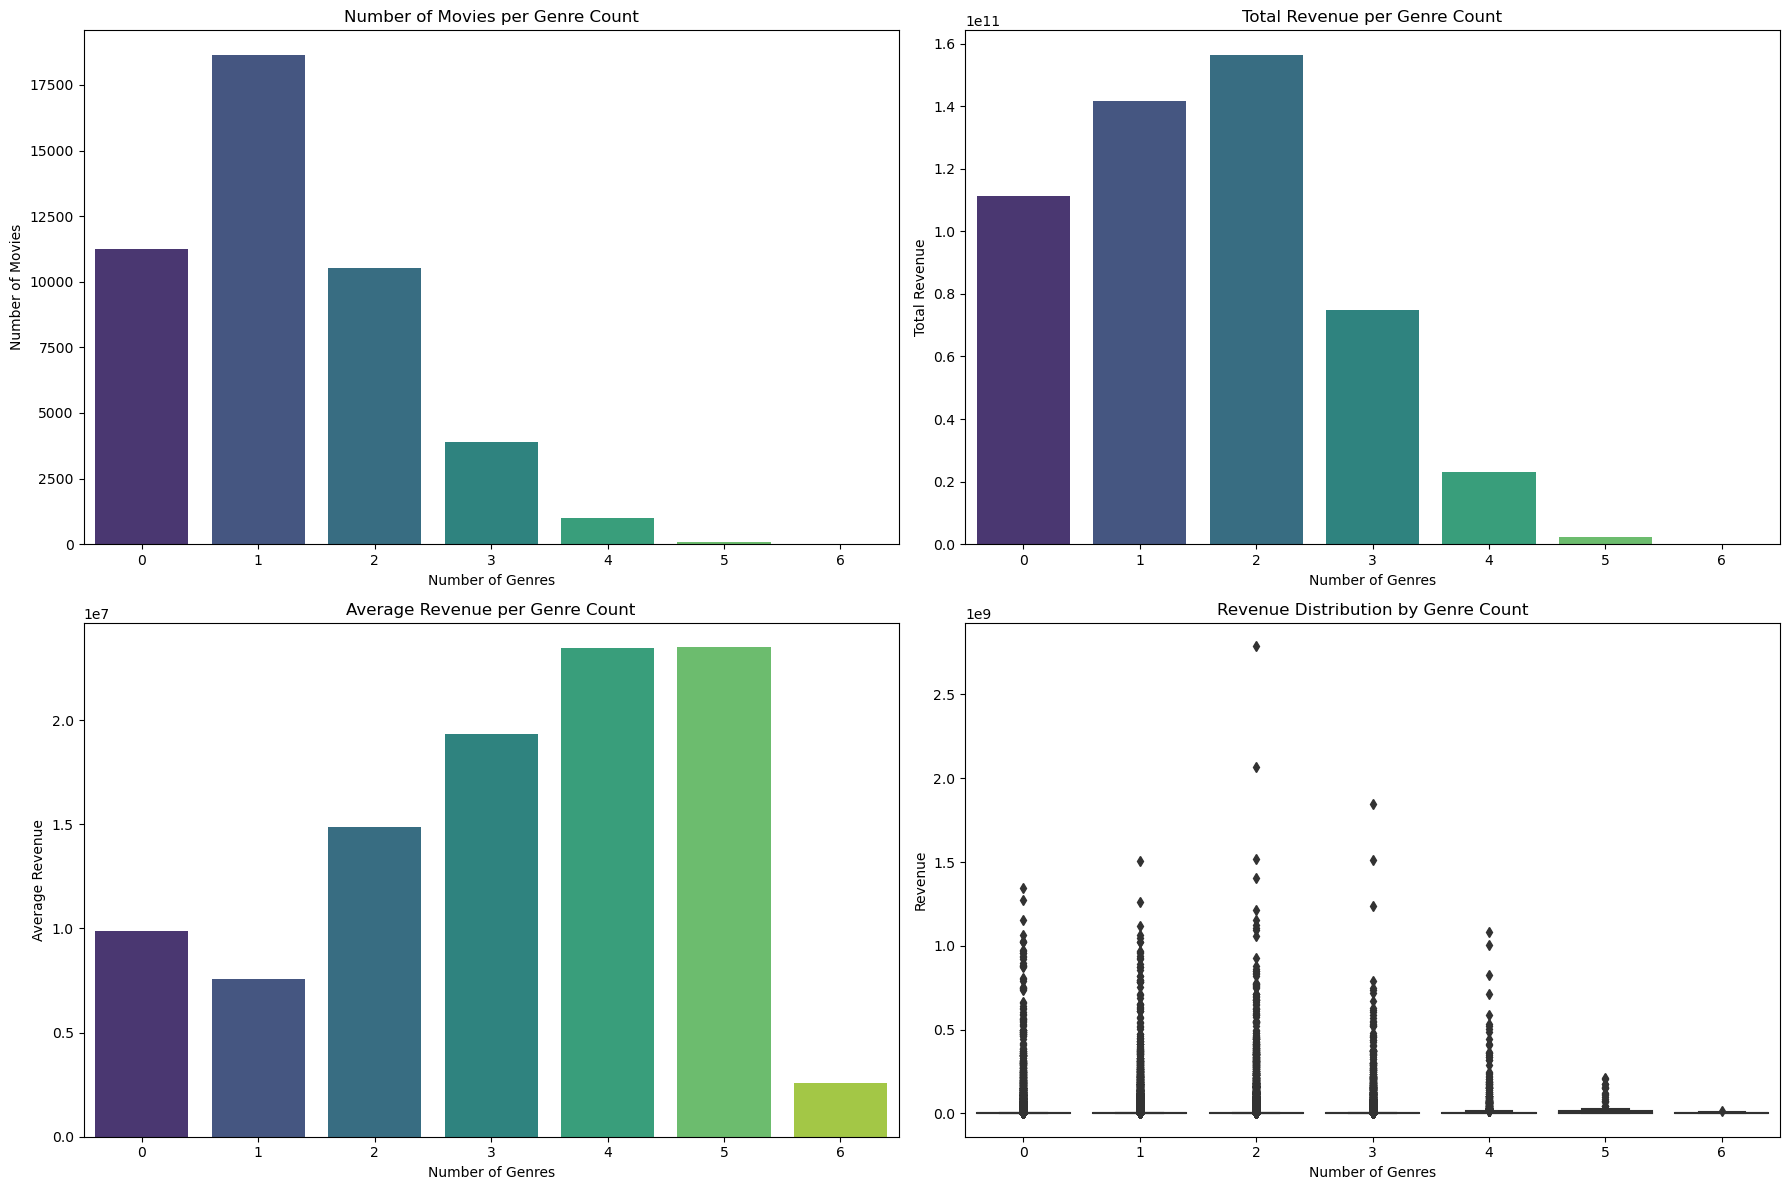 Number of Movies per Genre Count
17500
15000
12500
10000
7500
5000
2500
0
Number of Movies
0 1 2 3 4 5 6
Number of Genres
Total Revenue per Genre Count
1e11
1.6
1.4
1.2
1.0
0.8
0.6
0.4
0.2
0.0
Total Revenue
0 1 2 3 4 5 6
Number of Genres
Average Revenue per Genre Count
1e7
2.0
1.5
1.0
0.5
0.0
Average Revenue
0 1 2 3 4 5 6
Number of Genres
Revenue Distribution by Genre Count
1e9
2.5
2.0
1.5
1.0
0.5
0.0
Revenue
0 1 2 3 4 5 6
Number of Genres